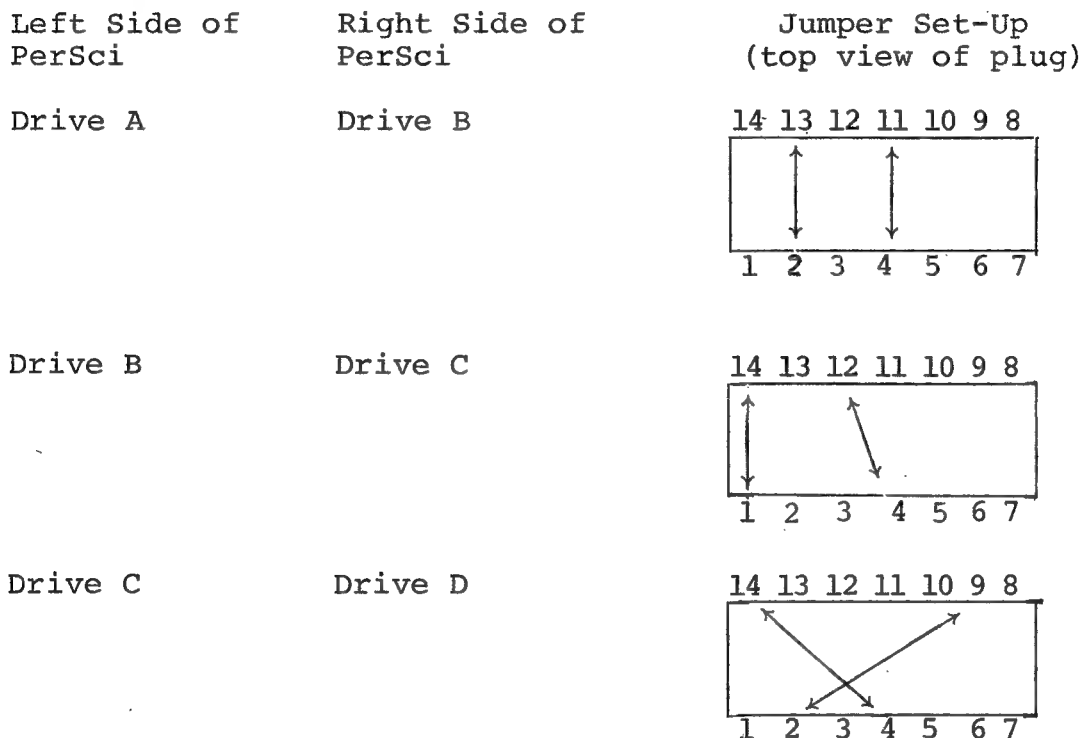 Left Side of Right Side of Jumper Set-Up
PerSci PerSci (top view of plug)
Drive A Drive B 14 13 12 11 10 9 8
1 2 3 4 5 6 7
Drive B Drive C 14 13 12 11 10 9 8
1 2 3 4 5 6 7
Drive C Drive D 14 13 12 11 10 9 8
1 2 3 4 5 6 7